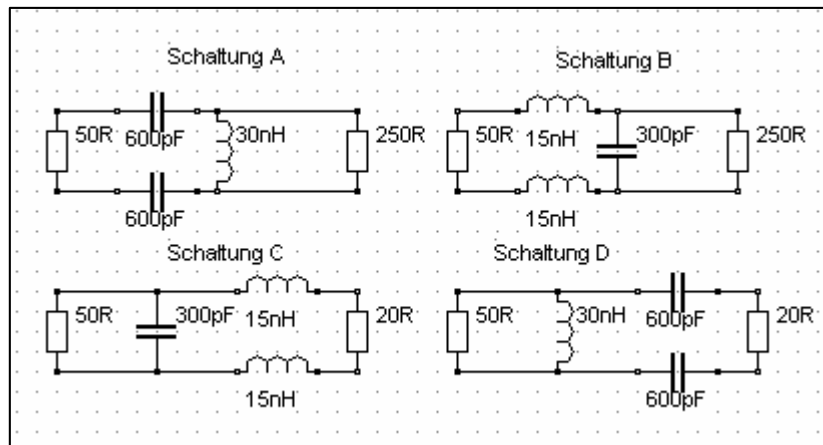 Schaltung A
50R
600pF
30nH
250R
600pF
Schaltung B
50R
15nH
300pF
250R
15nH
Schaltung C
50R
300pF
15nH
20R
15nH
Schaltung D
50R
30nH
600pF
20R
600pF